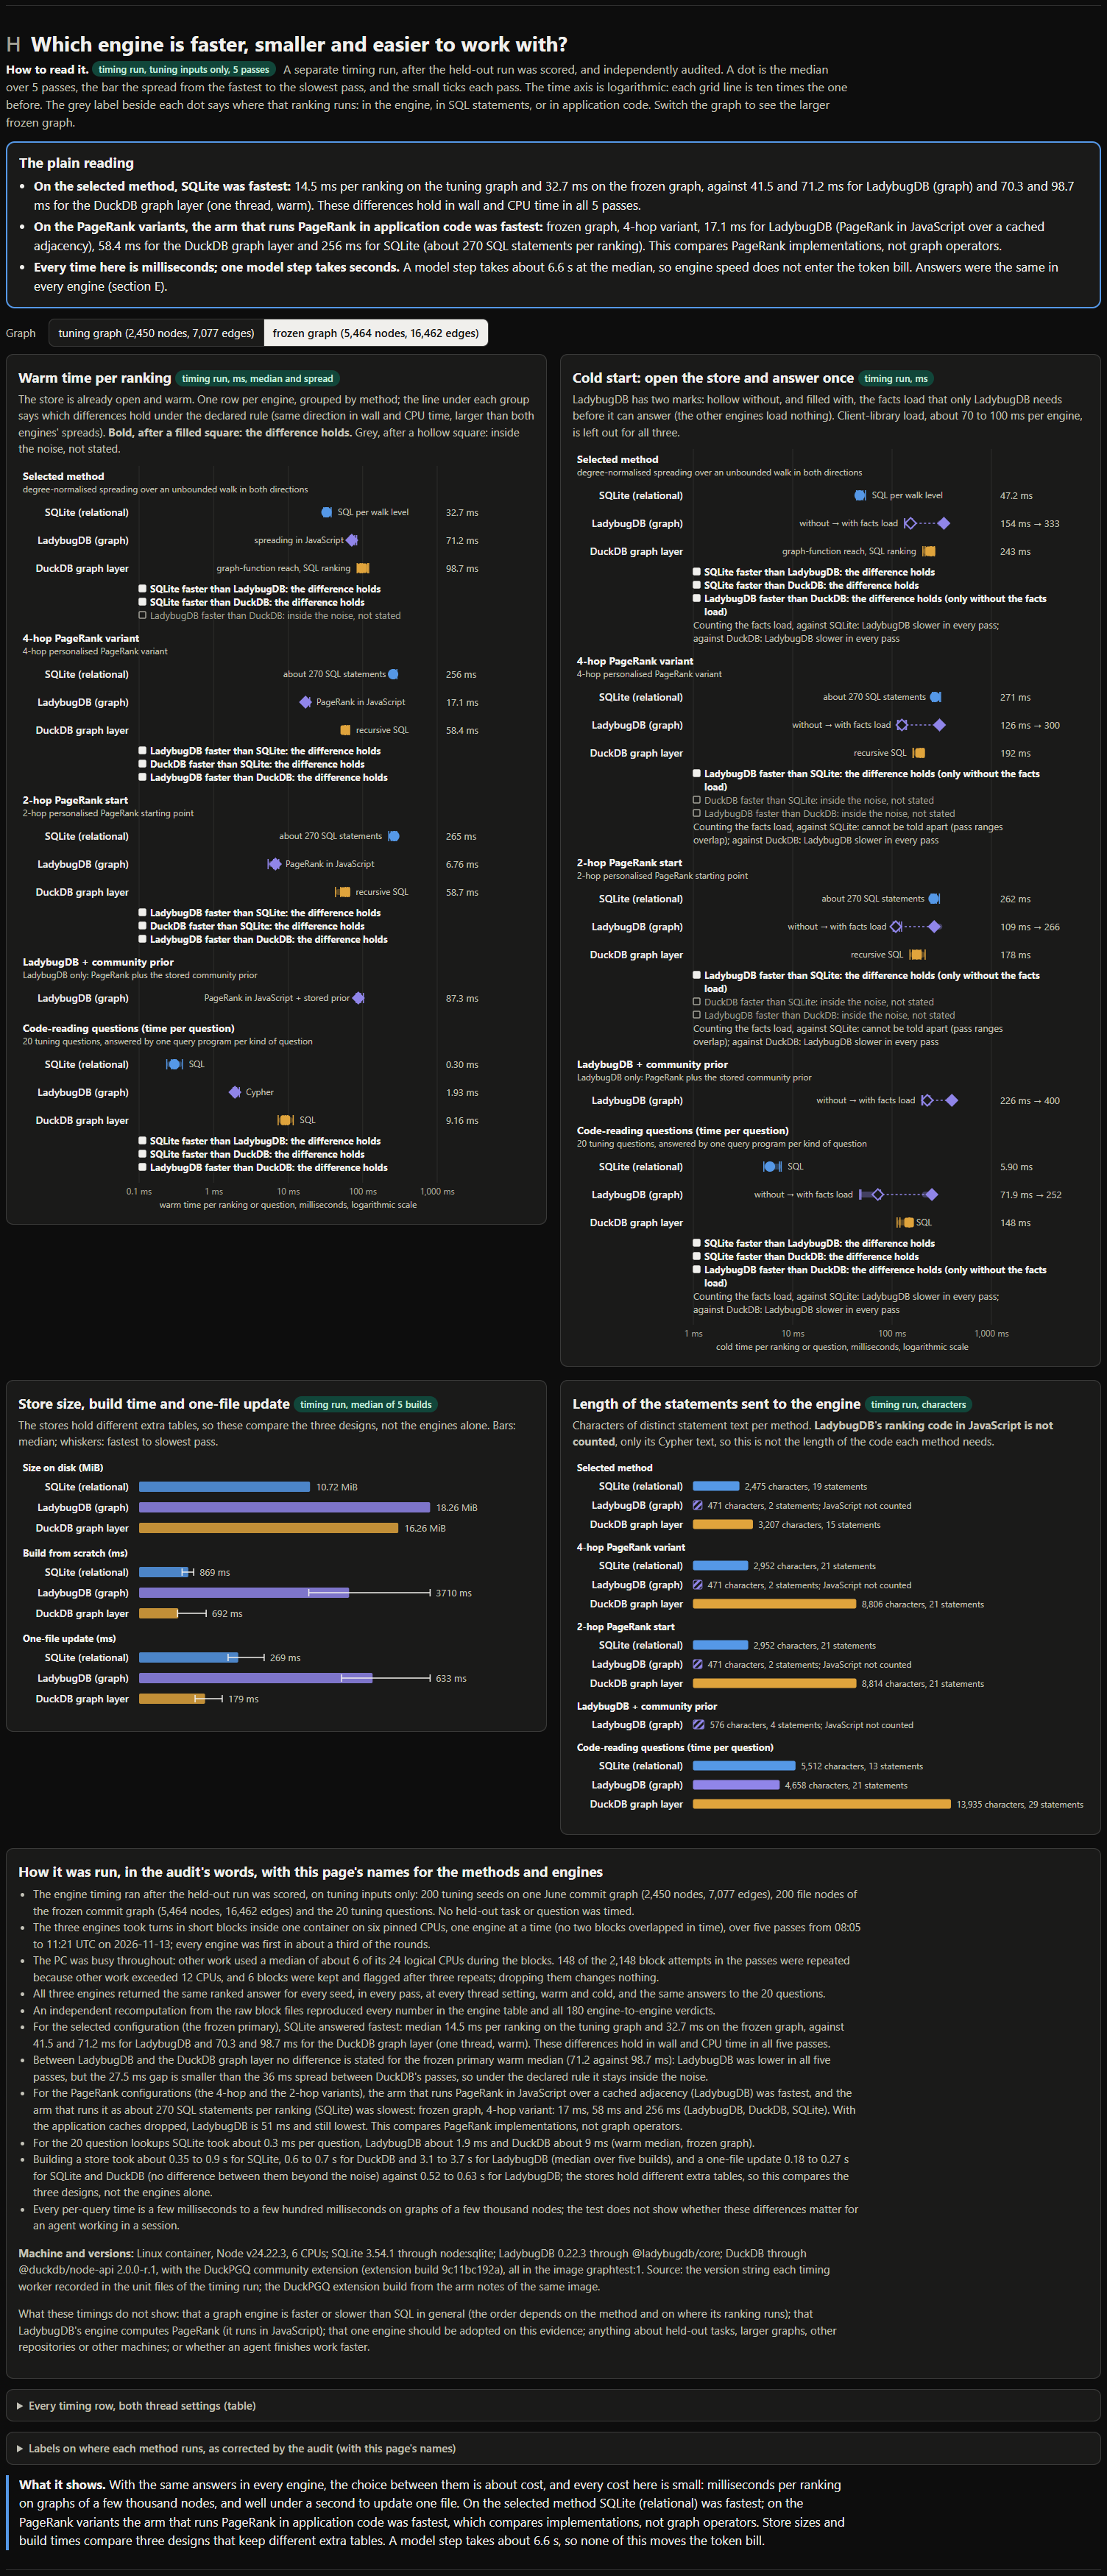 H Which engine is faster, smaller and easier to work with?
How to read it. timing run, tuning inputs only, 5 passes A separate timing run, after the held-out run was scored, and independently audited. A dot is the median
over 5 passes, the bar the spread from the fastest to the slowest pass, and the small ticks each pass. The time axis is logarithmic: each grid line is ten times the one
before. The grey label beside each dot says where that ranking runs: in the engine, in SQL statements, or in application code. Switch the graph to see the larger
frozen graph.
The plain reading
• On the selected method, SQLite was fastest: 14.5 ms per ranking on the tuning graph and 32.7 ms on the frozen graph, against 41.5 and 71.2 ms for LadybugDB (graph) and 70.3 and 98.7
ms for the DuckDB graph layer (one thread, warm). These differences hold in wall and CPU time in all 5 passes.
• On the PageRank variants, the arm that runs PageRank in application code was fastest: frozen graph, 4-hop variant, 17.1 ms for LadybugDB (PageRank in JavaScript over a cached
adjacency), 58.4 ms for the DuckDB graph layer and 256 ms for SQLite (about 270 SQL statements per ranking). This compares PageRank implementations, not graph operators.
• Every time here is milliseconds; one model step takes seconds. A model step takes about 6.6 s at the median, so engine speed does not enter the token bill. Answers were the same in
every engine (section E).
Graph tuning graph (2,450 nodes, 7,077 edges) frozen graph (5,464 nodes, 16,462 edges)
Warm time per ranking timing run, ms, median and spread
The store is already open and warm. One row per engine, grouped by method; the line under each group
says which differences hold under the declared rule (same direction in wall and CPU time, larger than both
engines' spreads). Bold, after a filled square: the difference holds. Grey, after a hollow square: inside
the noise, not stated.
Selected method
degree-normalised spreading over an unbounded walk in both directions
SQLite (relational) SQL per walk level 32.7 ms
LadybugDB (graph) spreading in JavaScript 71.2 ms
DuckDB graph layer graph-function reach, SQL ranking 98.7 ms
SQLite faster than LadybugDB: the difference holds
SQLite faster than DuckDB: the difference holds
LadybugDB faster than DuckDB: inside the noise, not stated
4-hop PageRank variant
4-hop personalised PageRank variant
SQLite (relational) about 270 SQL statements 256 ms
LadybugDB (graph) PageRank in JavaScript 17.1 ms
DuckDB graph layer recursive SQL 58.4 ms
LadybugDB faster than SQLite: the difference holds
DuckDB faster than SQLite: the difference holds
LadybugDB faster than DuckDB: the difference holds
2-hop PageRank start
2-hop personalised PageRank starting point
SQLite (relational) about 270 SQL statements 265 ms
LadybugDB (graph) PageRank in JavaScript 6.76 ms
DuckDB graph layer recursive SQL 58.7 ms
LadybugDB faster than SQLite: the difference holds
DuckDB faster than SQLite: the difference holds
LadybugDB faster than DuckDB: the difference holds
LadybugDB + community prior
LadybugDB only: PageRank plus the stored community prior
LadybugDB (graph) PageRank in JavaScript + stored prior 87.3 ms
Code-reading questions (time per question)
20 tuning questions, answered by one query program per kind of question
SQLite (relational) SQL 0.30 ms
LadybugDB (graph) Cypher 1.93 ms
DuckDB graph layer SQL 9.16 ms
SQLite faster than LadybugDB: the difference holds
SQLite faster than DuckDB: the difference holds
LadybugDB faster than DuckDB: the difference holds
0.1 ms 1 ms 10 ms 100 ms 1,000 ms
warm time per ranking or question, milliseconds, logarithmic scale
Cold start: open the store and answer once timing run, ms
LadybugDB has two marks: hollow without, and filled with, the facts load that only LadybugDB needs
before it can answer (the other engines load nothing). Client-library load, about 70 to 100 ms per engine,
is left out for all three.
Selected method
degree-normalised spreading over an unbounded walk in both directions
SQLite (relational) SQL per walk level 47.2 ms
LadybugDB (graph) without → with facts load 154 ms → 333
DuckDB graph layer graph-function reach, SQL ranking 243 ms
SQLite faster than LadybugDB: the difference holds
SQLite faster than DuckDB: the difference holds
LadybugDB faster than DuckDB: the difference holds (only without the facts
load)
Counting the facts load, against SQLite: LadybugDB slower in every pass;
against DuckDB: LadybugDB slower in every pass
4-hop PageRank variant
4-hop personalised PageRank variant
SQLite (relational) about 270 SQL statements 271 ms
LadybugDB (graph) without → with facts load 126 ms → 300
DuckDB graph layer recursive SQL 192 ms
LadybugDB faster than SQLite: the difference holds (only without the facts
load)
DuckDB faster than SQLite: inside the noise, not stated
LadybugDB faster than DuckDB: inside the noise, not stated
Counting the facts load, against SQLite: cannot be told apart (pass ranges
overlap); against DuckDB: LadybugDB slower in every pass
2-hop PageRank start
2-hop personalised PageRank starting point
SQLite (relational) about 270 SQL statements 262 ms
LadybugDB (graph) without → with facts load 109 ms → 266
DuckDB graph layer recursive SQL 178 ms
LadybugDB faster than SQLite: the difference holds (only without the facts
load)
DuckDB faster than SQLite: inside the noise, not stated
LadybugDB faster than DuckDB: inside the noise, not stated
Counting the facts load, against SQLite: cannot be told apart (pass ranges
overlap); against DuckDB: LadybugDB slower in every pass
LadybugDB + community prior
LadybugDB only: PageRank plus the stored community prior
LadybugDB (graph) without → with facts load 226 ms → 400
Code-reading questions (time per question)
20 tuning questions, answered by one query program per kind of question
SQLite (relational) SQL 5.90 ms
LadybugDB (graph) without → with facts load 71.9 ms → 252
DuckDB graph layer SQL 148 ms
SQLite faster than LadybugDB: the difference holds
SQLite faster than DuckDB: the difference holds
LadybugDB faster than DuckDB: the difference holds (only without the facts
load)
Counting the facts load, against SQLite: LadybugDB slower in every pass;
against DuckDB: LadybugDB slower in every pass
1 ms 10 ms 100 ms 1,000 ms
cold time per ranking or question, milliseconds, logarithmic scale
Store size, build time and one-file update timing run, median of 5 builds
The stores hold different extra tables, so these compare the three designs, not the engines alone. Bars:
median; whiskers: fastest to slowest pass.
Size on disk (MiB)
SQLite (relational) 10.72 MiB
LadybugDB (graph) 18.26 MiB
DuckDB graph layer 16.26 MiB
Build from scratch (ms)
SQLite (relational) 869 ms
LadybugDB (graph) 3710 ms
DuckDB graph layer 692 ms
One-file update (ms)
SQLite (relational) 269 ms
LadybugDB (graph) 633 ms
DuckDB graph layer 179 ms
Length of the statements sent to the engine timing run, characters
Characters of distinct statement text per method. LadybugDB's ranking code in JavaScript is not
counted, only its Cypher text, so this is not the length of the code each method needs.
Selected method
SQLite (relational) 2,475 characters, 19 statements
LadybugDB (graph) 471 characters, 2 statements; JavaScript not counted
DuckDB graph layer 3,207 characters, 15 statements
4-hop PageRank variant
SQLite (relational) 2,952 characters, 21 statements
LadybugDB (graph) 471 characters, 2 statements; JavaScript not counted
DuckDB graph layer 8,806 characters, 21 statements
2-hop PageRank start
SQLite (relational) 2,952 characters, 21 statements
LadybugDB (graph) 471 characters, 2 statements; JavaScript not counted
DuckDB graph layer 8,814 characters, 21 statements
LadybugDB + community prior
LadybugDB (graph) 576 characters, 4 statements; JavaScript not counted
Code-reading questions (time per question)
SQLite (relational) 5,512 characters, 13 statements
LadybugDB (graph) 4,658 characters, 21 statements
DuckDB graph layer 13,935 characters, 29 statements
How it was run, in the audit's words, with this page's names for the methods and engines
• The engine timing ran after the held-out run was scored, on tuning inputs only: 200 tuning seeds on one June commit graph (2,450 nodes, 7,077 edges), 200 file nodes of
the frozen commit graph (5,464 nodes, 16,462 edges) and the 20 tuning questions. No held-out task or question was timed.
• The three engines took turns in short blocks inside one container on six pinned CPUs, one engine at a time (no two blocks overlapped in time), over five passes from 08:05
to 11:21 UTC on 2026-11-13; every engine was first in about a third of the rounds.
• The PC was busy throughout: other work used a median of about 6 of its 24 logical CPUs during the blocks. 148 of the 2,148 block attempts in the passes were repeated
because other work exceeded 12 CPUs, and 6 blocks were kept and flagged after three repeats; dropping them changes nothing.
• All three engines returned the same ranked answer for every seed, in every pass, at every thread setting, warm and cold, and the same answers to the 20 questions.
• An independent recomputation from the raw block files reproduced every number in the engine table and all 180 engine-to-engine verdicts.
• For the selected configuration (the frozen primary), SQLite answered fastest: median 14.5 ms per ranking on the tuning graph and 32.7 ms on the frozen graph, against
41.5 and 71.2 ms for LadybugDB and 70.3 and 98.7 ms for the DuckDB graph layer (one thread, warm). These differences hold in wall and CPU time in all five passes.
• Between LadybugDB and the DuckDB graph layer no difference is stated for the frozen primary warm median (71.2 against 98.7 ms): LadybugDB was lower in all five
passes, but the 27.5 ms gap is smaller than the 36 ms spread between DuckDB's passes, so under the declared rule it stays inside the noise.
• For the PageRank configurations (the 4-hop and the 2-hop variants), the arm that runs PageRank in JavaScript over a cached adjacency (LadybugDB) was fastest, and the
arm that runs it as about 270 SQL statements per ranking (SQLite) was slowest: frozen graph, 4-hop variant: 17 ms, 58 ms and 256 ms (LadybugDB, DuckDB, SQLite). With
the application caches dropped, LadybugDB is 51 ms and still lowest. This compares PageRank implementations, not graph operators.
• For the 20 question lookups SQLite took about 0.3 ms per question, LadybugDB about 1.9 ms and DuckDB about 9 ms (warm median, frozen graph).
• Building a store took about 0.35 to 0.9 s for SQLite, 0.6 to 0.7 s for DuckDB and 3.1 to 3.7 s for LadybugDB (median over five builds), and a one-file update 0.18 to 0.27 s
for SQLite and DuckDB (no difference between them beyond the noise) against 0.52 to 0.63 s for LadybugDB; the stores hold different extra tables, so this compares the
three designs, not the engines alone.
• Every per-query time is a few milliseconds to a few hundred milliseconds on graphs of a few thousand nodes; the test does not show whether these differences matter for
an agent working in a session.
Machine and versions: Linux container, Node v24.22.3, 6 CPUs; SQLite 3.54.1 through node:sqlite; LadybugDB 0.22.3 through @ladybugdb/core; DuckDB through
@duckdb/node-api 2.0.0-r.1, with the DuckPGQ community extension (extension build 9c11bc192a), all in the image graphtest:1. Source: the version string each timing
worker recorded in the unit files of the timing run; the DuckPGQ extension build from the arm notes of the same image.
What these timings do not show: that a graph engine is faster or slower than SQL in general (the order depends on the method and on where its ranking runs); that
LadybugDB's engine computes PageRank (it runs in JavaScript); that one engine should be adopted on this evidence; anything about held-out tasks, larger graphs, other
repositories or other machines; or whether an agent finishes work faster.
▶ Every timing row, both thread settings (table)
▶ Labels on where each method runs, as corrected by the audit (with this page's names)
What it shows. With the same answers in every engine, the choice between them is about cost, and every cost here is small: milliseconds per ranking
on graphs of a few thousand nodes, and well under a second to update one file. On the selected method SQLite (relational) was fastest; on the
PageRank variants the arm that runs PageRank in application code was fastest, which compares implementations, not graph operators. Store sizes and
build times compare three designs that keep different extra tables. A model step takes about 6.6 s, so none of this moves the token bill.